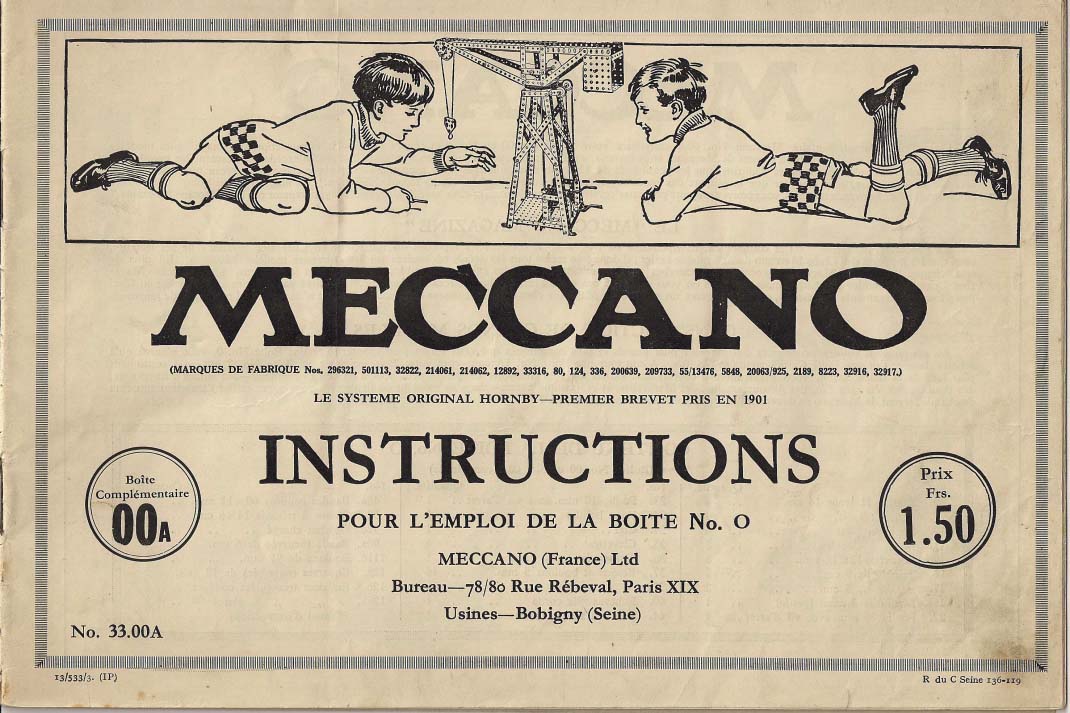 MECCANO
(MARQUES DE FABRIQUE Nos. 296321, 501113, 32822, 214061, 214062, 12892, 33316, 80, 124, 336, 200639, 209733, 55/13476, 5848, 20063/925, 2189, 8223, 32916, 32917.)
LE SYSTEME ORIGINAL HORNBY—PREMIER BREVET PRIS EN 1901
INSTRUCTIONS
Boîte
Complémentaire
00A
Prix
Frs.
1.50
POUR L'EMPLOI DE LA BOITE No. O
MECCANO (France) Ltd
Bureau—78/80 Rue Rébeval, Paris XIX
Usines—Bobigny (Seine)
No. 33.00A
13/533/3. (IP)
R du C Seine 136-119